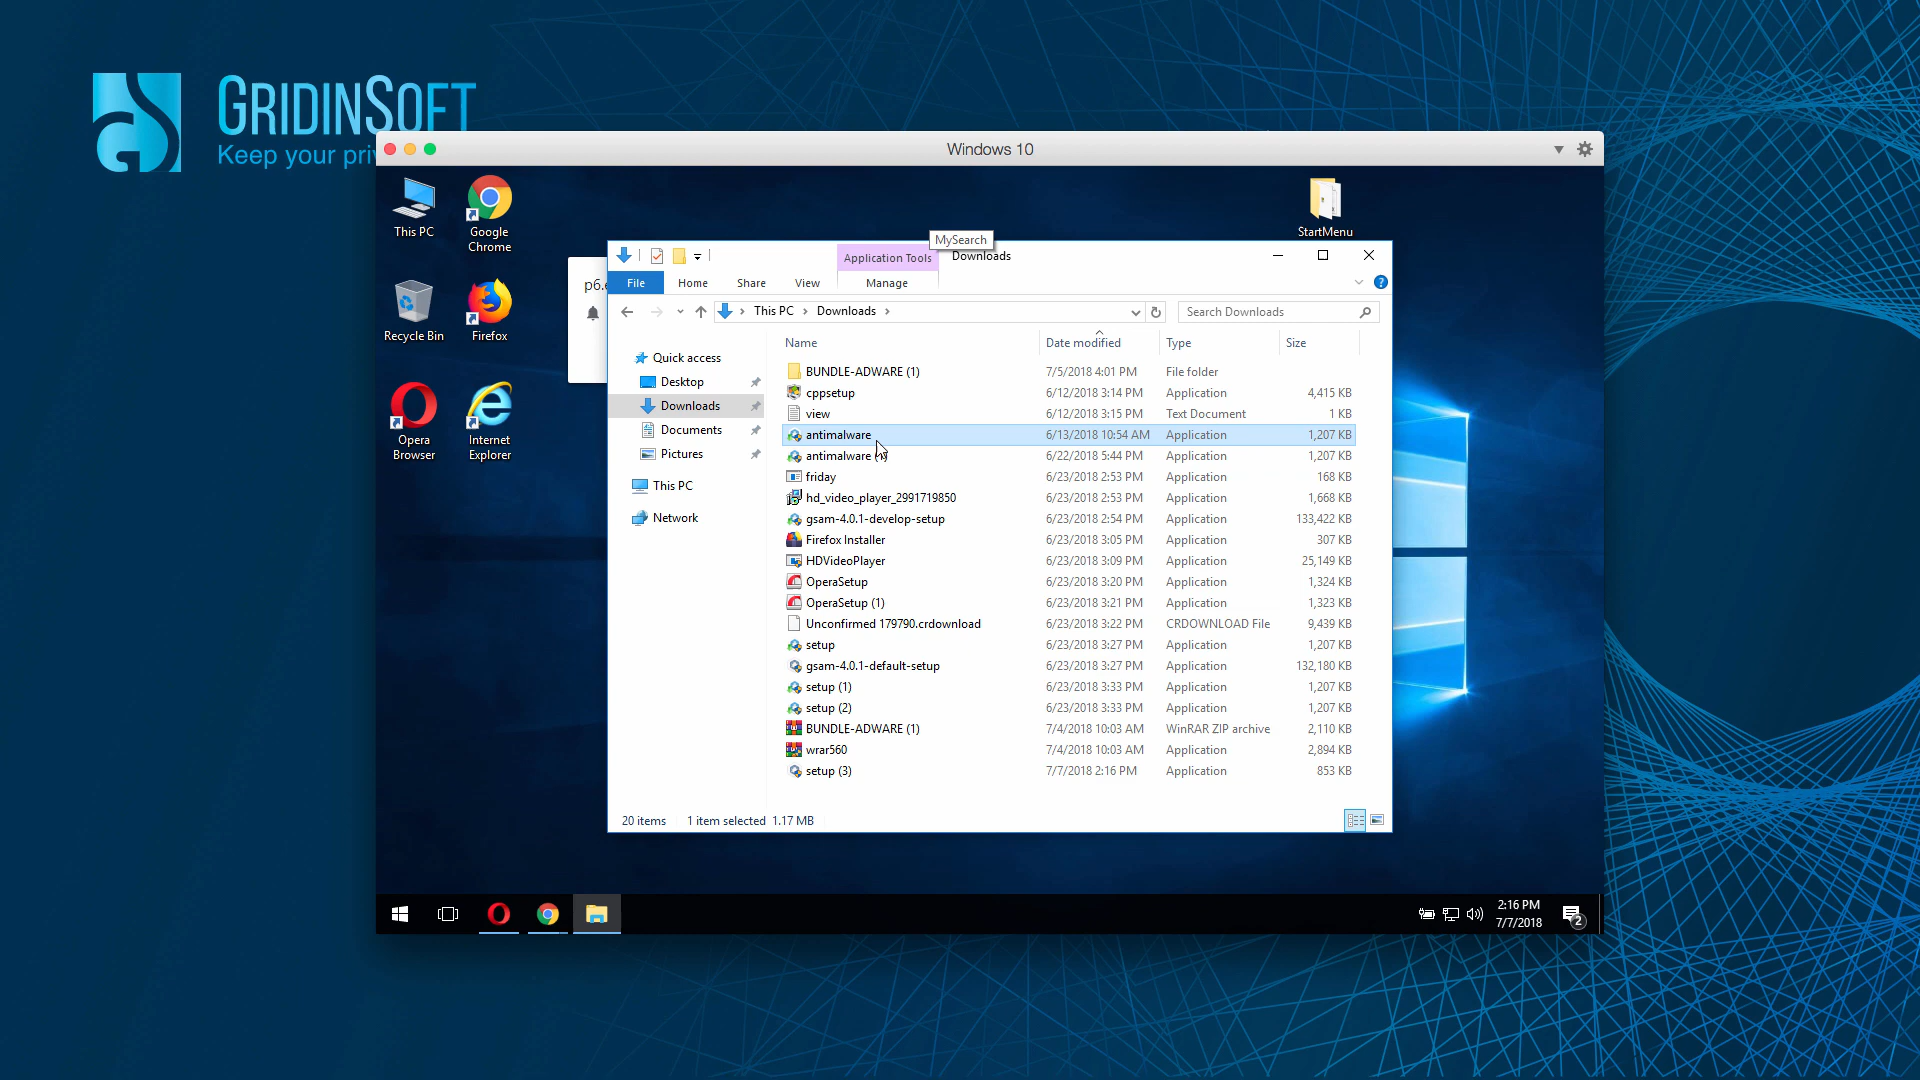 GRIDINSOFT
Keep your
Windows 10
This PC
Google
Chrome
StartMenu
MySearch
Application Tools
Downloads
File
Home
Share
View
Manage
Recycle Bin
Firefox
This PC
Downloads
Search Downloads
Name
Date modified
Type
Size
Quick access
Desktop
Downloads
Documents
Pictures
This PC
Network
BUNDLE-ADWARE (1) 7/5/2018 4:01 PM File folder
cppsetup 6/12/2018 3:14 PM Application 4,415 KB
view 6/12/2018 3:15 PM Text Document 1 KB
antimalware 6/13/2018 10:54 AM Application 1,207 KB
antimalware 6/22/2018 5:44 PM Application 1,207 KB
friday 6/23/2018 2:53 PM Application 168 KB
hd_video_player_2991719850 6/23/2018 2:53 PM Application 1,668 KB
gsam-4.0.1-develop-setup 6/23/2018 2:54 PM Application 133,422 KB
Firefox Installer 6/23/2018 3:05 PM Application 307 KB
HDVideoPlayer 6/23/2018 3:09 PM Application 25,149 KB
OperaSetup 6/23/2018 3:20 PM Application 1,324 KB
OperaSetup (1) 6/23/2018 3:21 PM Application 1,323 KB
Unconfirmed 179790.crdownload 6/23/2018 3:22 PM CRDOWNLOAD File 9,439 KB
setup 6/23/2018 3:27 PM Application 1,207 KB
gsam-4.0.1-default-setup 6/23/2018 3:27 PM Application 132,180 KB
setup (1) 6/23/2018 3:33 PM Application 1,207 KB
setup (2) 6/23/2018 3:33 PM Application 1,207 KB
BUNDLE-ADWARE (1) 7/4/2018 10:03 AM WinRAR ZIP archive 2,110 KB
wrar560 7/4/2018 10:03 AM Application 2,894 KB
setup (3) 7/7/2018 2:16 PM Application 853 KB
Opera
Browser
Internet
Explorer
20 items
1 item selected 1.17 MB
2:16 PM
7/7/2018
2